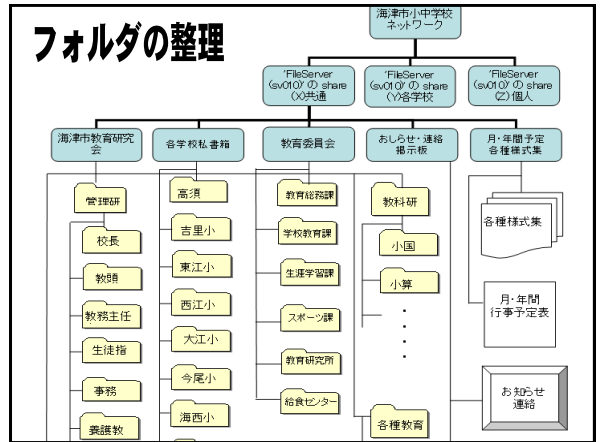 フォルダの整理
海津市小中学校
ネットワーク
'FileServer
(sv010)' の share
(X)共通
'FileServer
(sv010)' の share
(Y)各学校
'FileServer
(sv010)' の share
(Z)個人
海津市教育研究
会
各学校私書箱
教育委員会
おしらせ・連絡
掲示板
月・年間予定
各種様式集
管理研
校長
教頭
教務主任
生徒指
事務
養護教
高須
吉里小
東江小
西江小
大江小
今尾小
海西小
教育総務課
学校教育課
生涯学習課
スポーツ課
教育研究所
給食センター
教科研
小国
小算
・
・
・
・
各種教育
各種様式集
月・年間
行事予定表
お知らせ
連絡